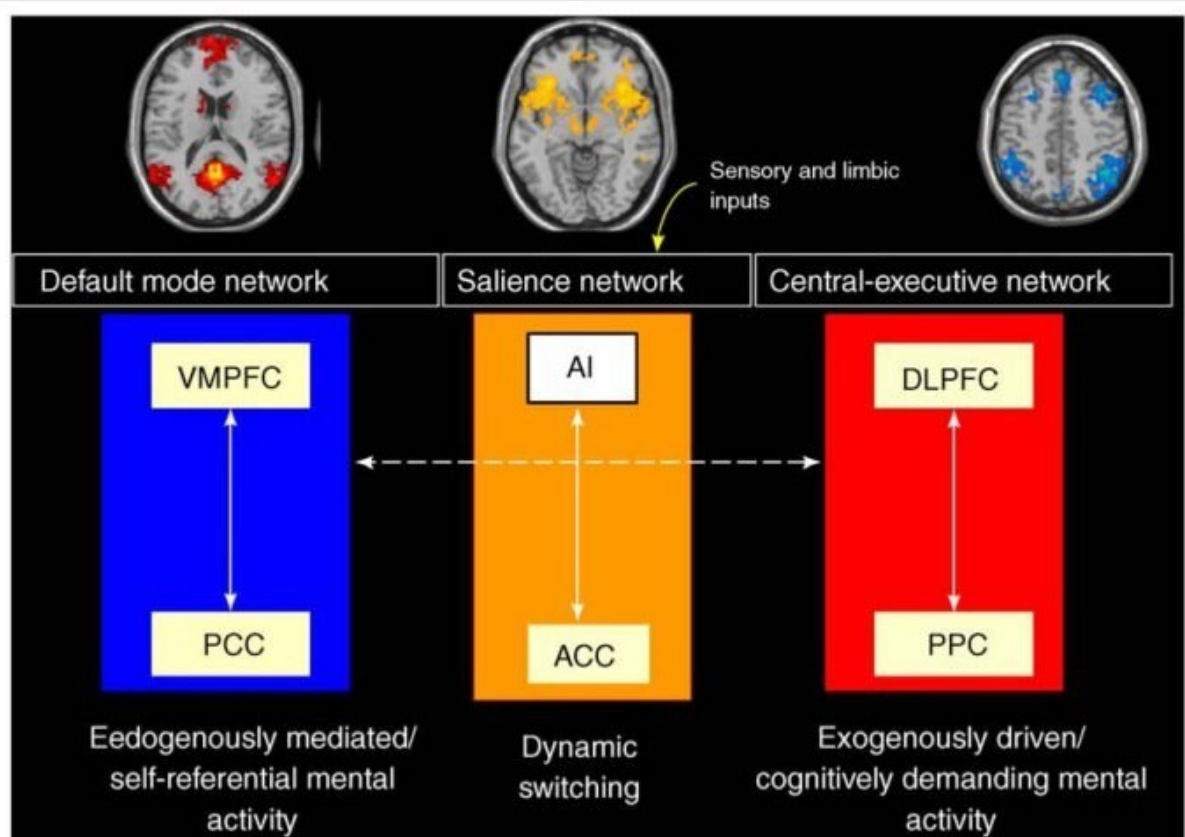 Sensory and limbic
inputs
Default mode network
Salience network
Central-executive network
VMPFC
AI
DLPFC
PCC
ACC
PPC
Eedogenously mediated/
self-referential mental
activity
Dynamic
switching
Exogenously driven/
cognitively demanding mental
activity